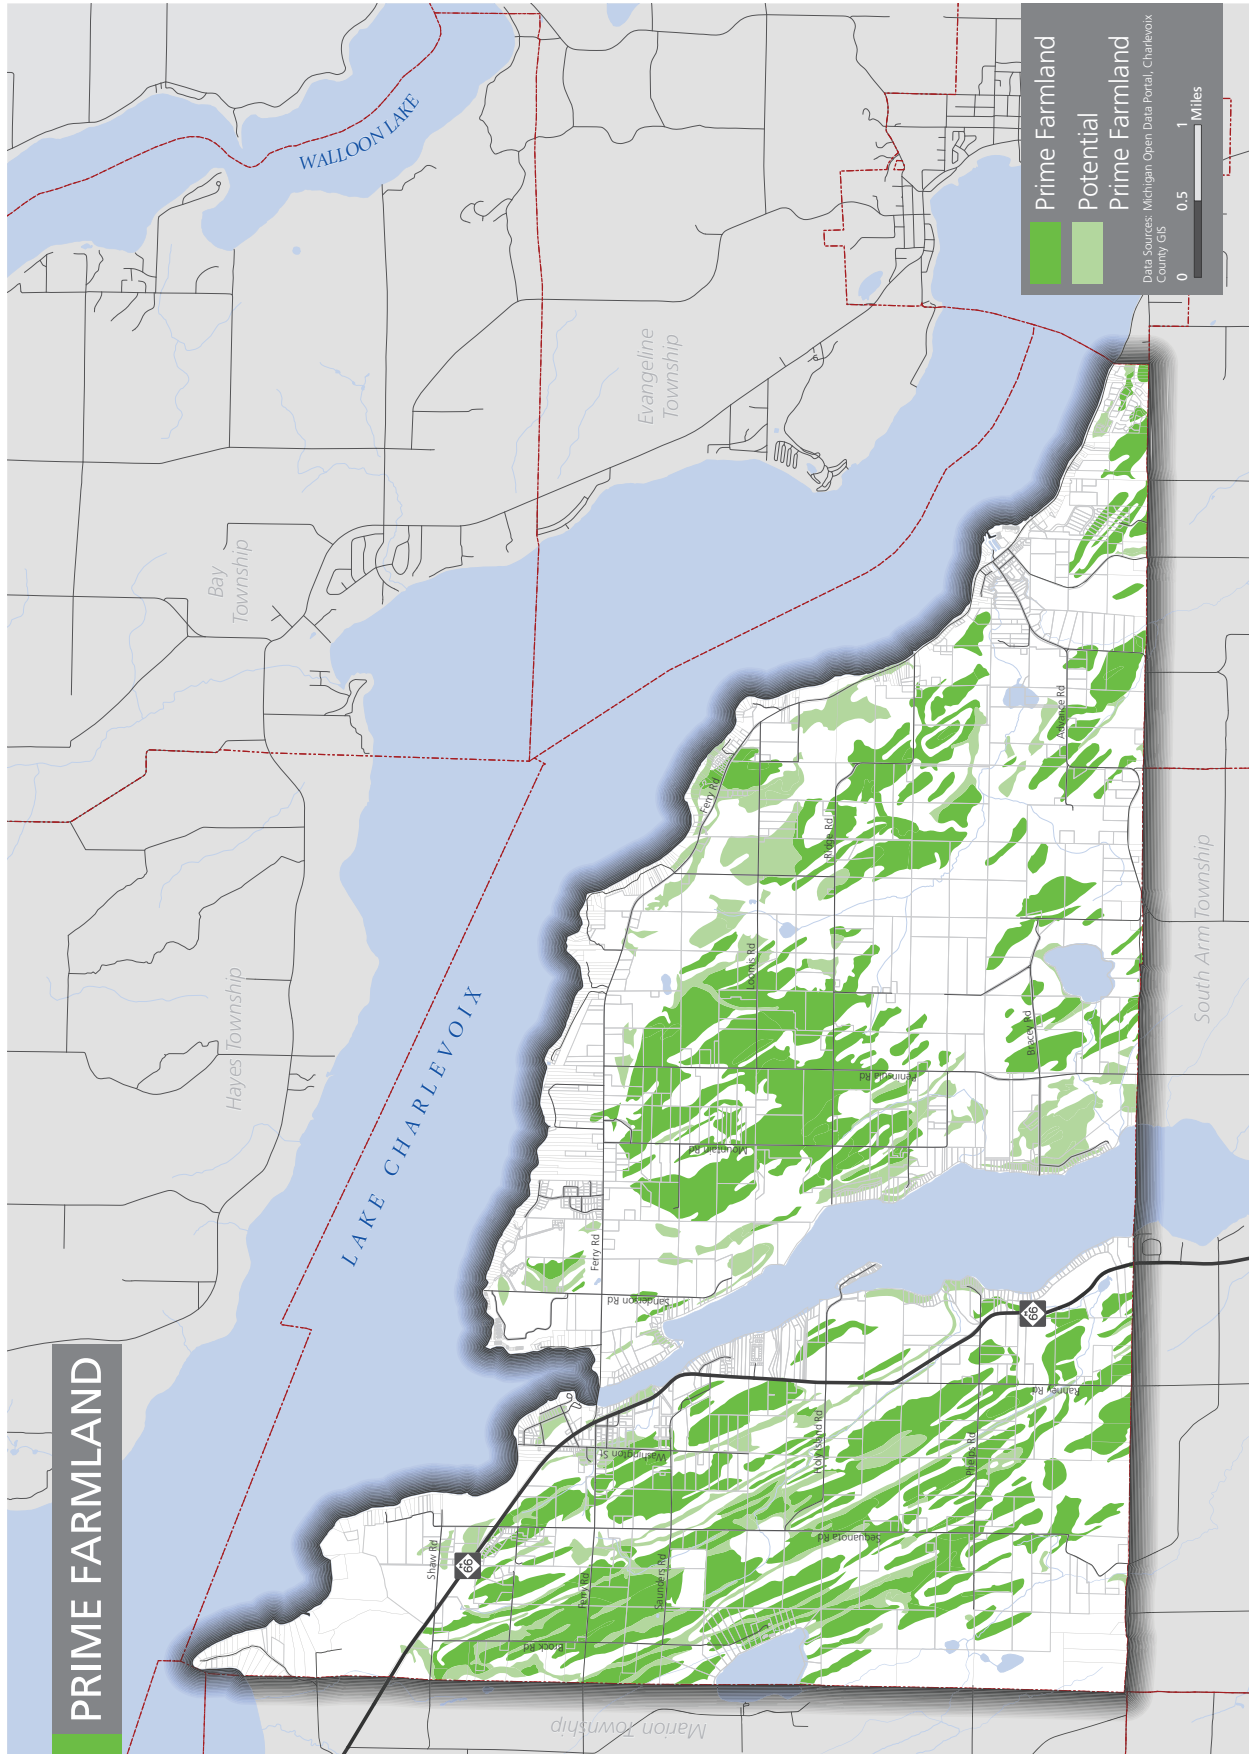 PRIME FARMLAND
Prime Farmland
Potential
Prime Farmland
Data Sources: Michigan Open Data Portal, Charlevoix
County GIS
0
0.5
1
Miles
WALLOON LAKE
LAKE CHARLEVOIX
Hayes Township
Bay
Township
Evangeline
Township
South Arm Township
Marion Township
Shaw Rd
M
66
Brock Rd
Ferry Rd
Saunders Rd
Sequanota Rd
Washington St
Holy Island Rd
Phelps Rd
Ranney Rd
M
66
Sanderson Rd
Ferry Rd
Mountain Rd
Peninsula Rd
Loomis Rd
Bracey Rd
Ridge Rd
Ferry Rd
Advance Rd